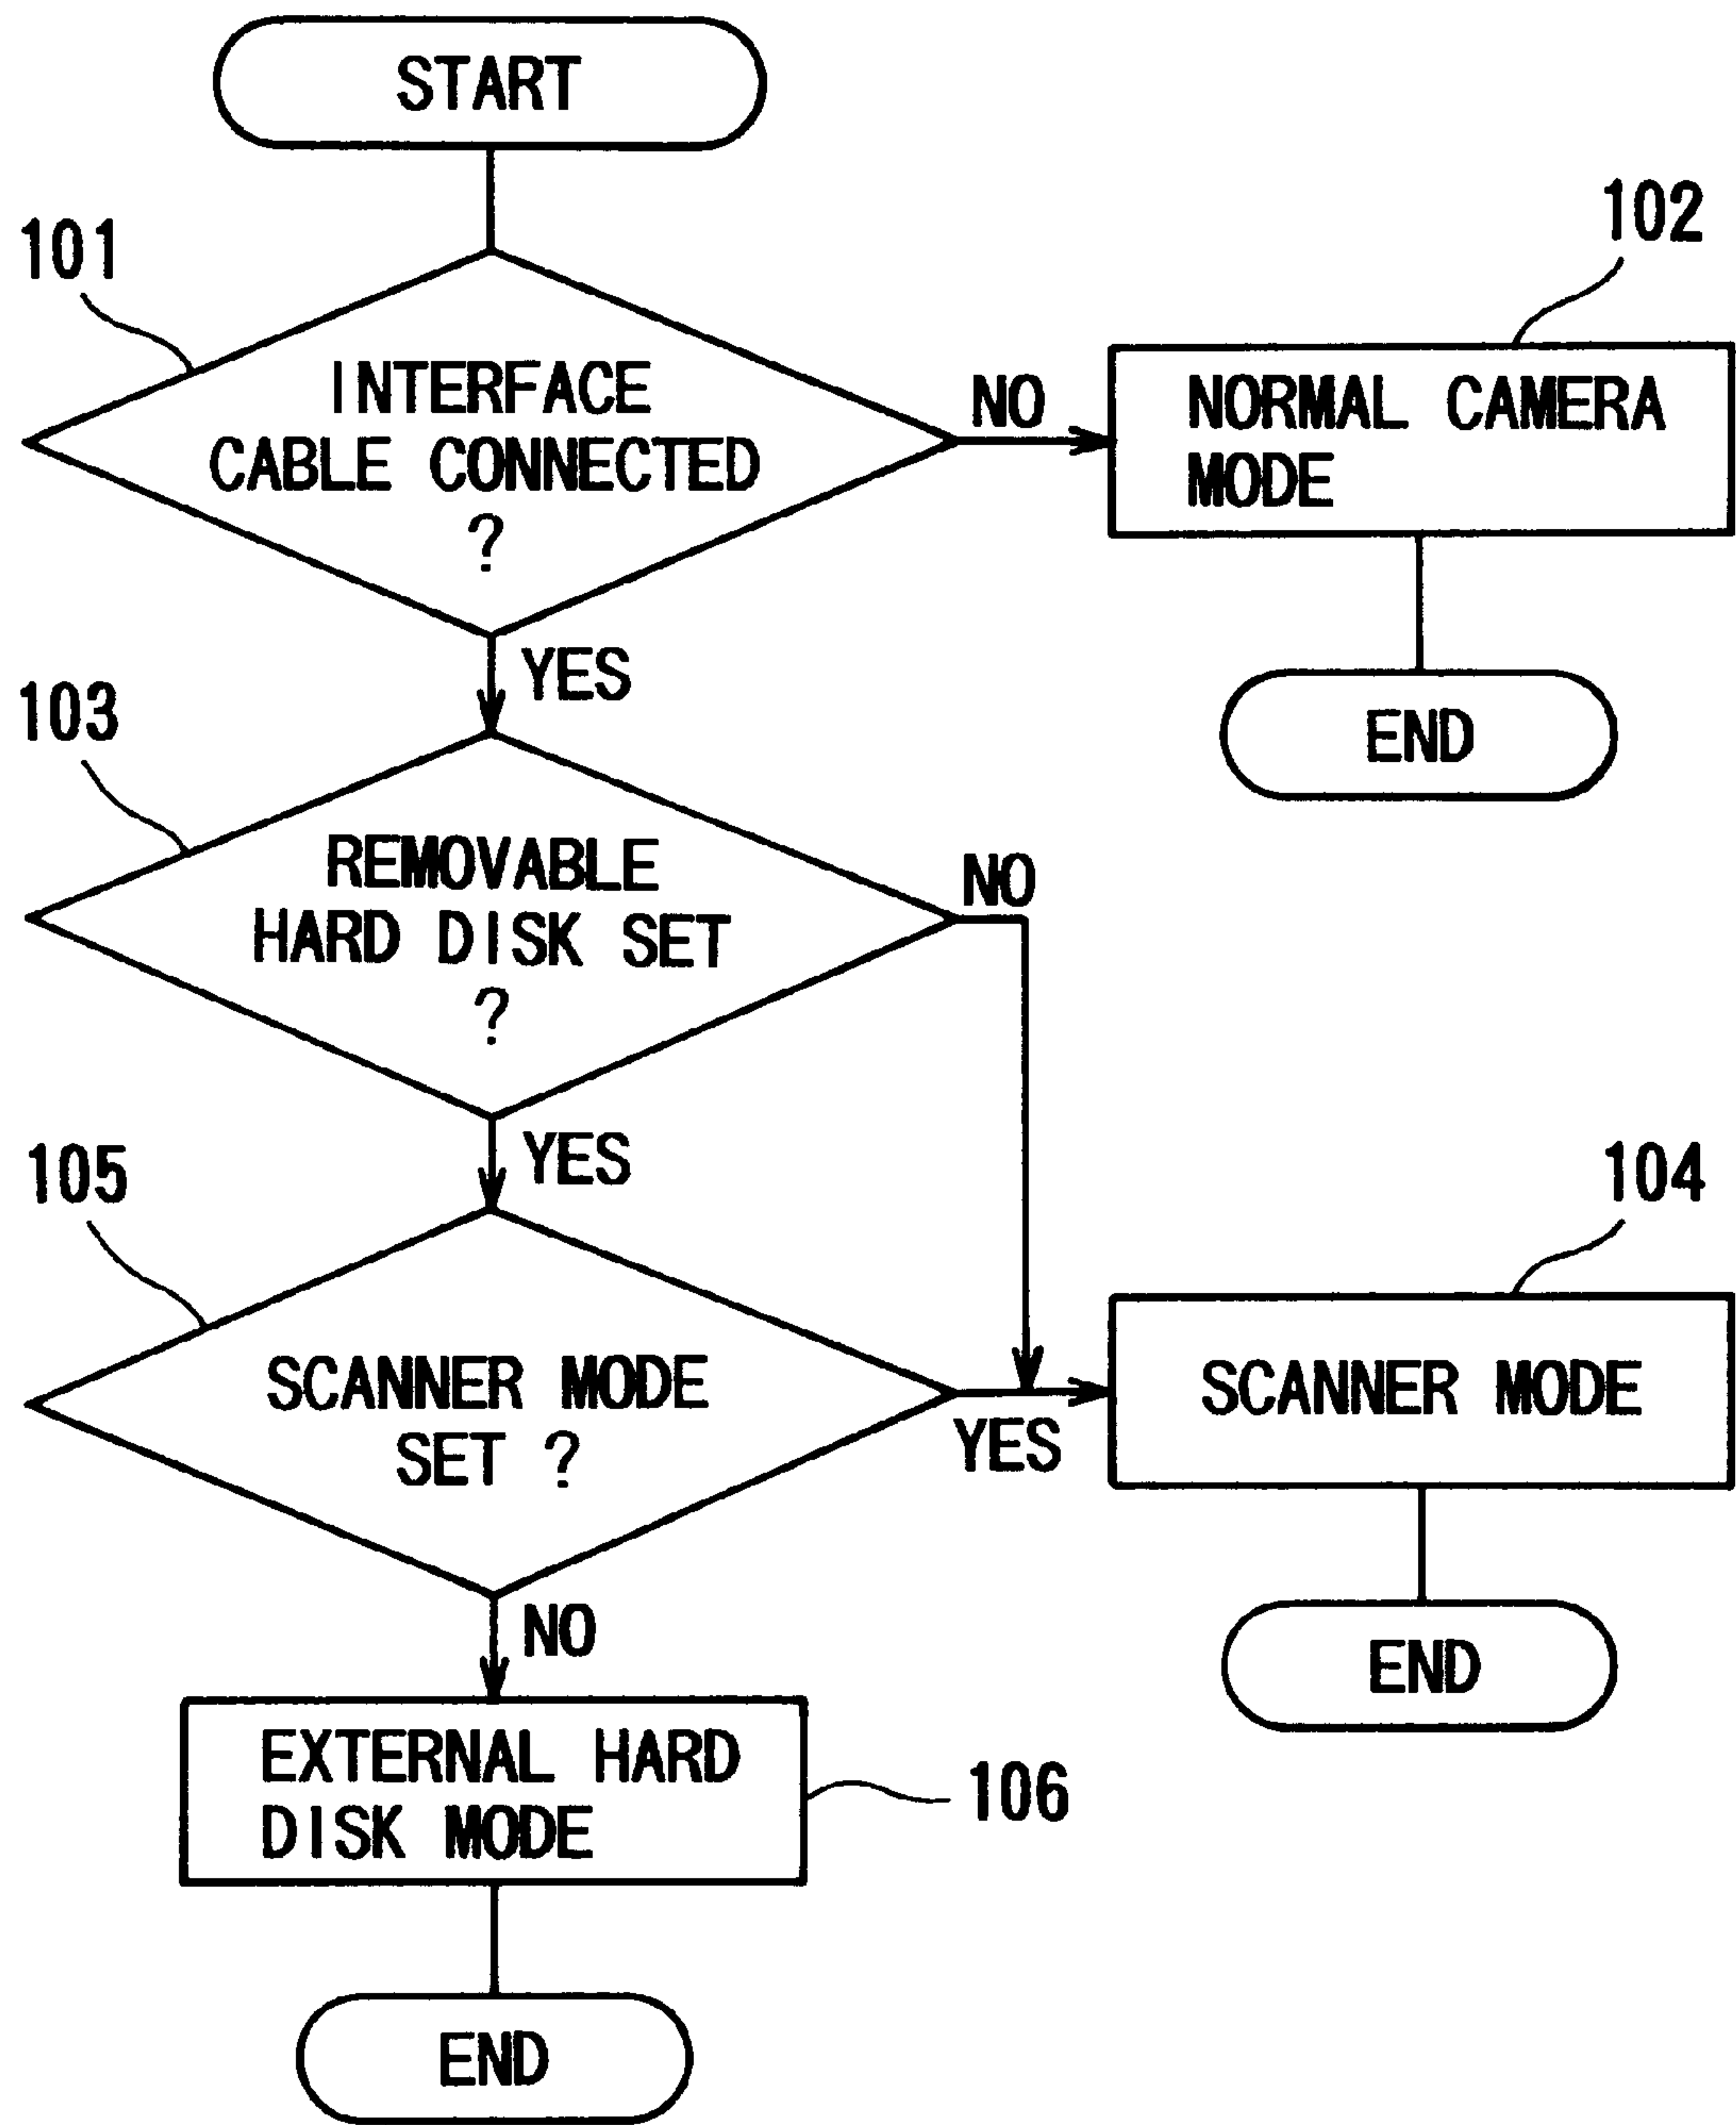 START
101
INTERFACE
CABLE CONNECTED
?
NO
102
NORMAL CAMERA
MODE
END
YES
103
REMOVABLE
HARD DISK SET
?
NO
YES
105
SCANNER MODE
SET ?
YES
104
SCANNER MODE
END
NO
EXTERNAL HARD
DISK MODE
106
END